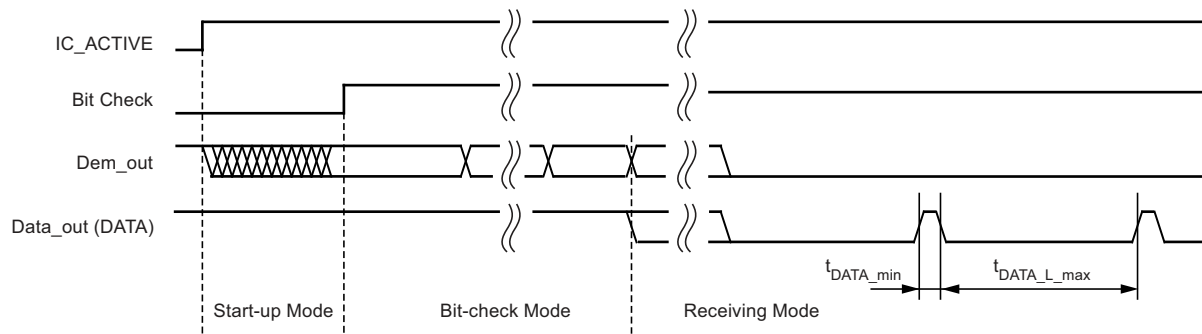 IC_ACTIVE
Bit Check
Dem_out
Data_out (DATA)
tDATA_min
tDATA_L_max
Start-up Mode
Bit-check Mode
Receiving Mode